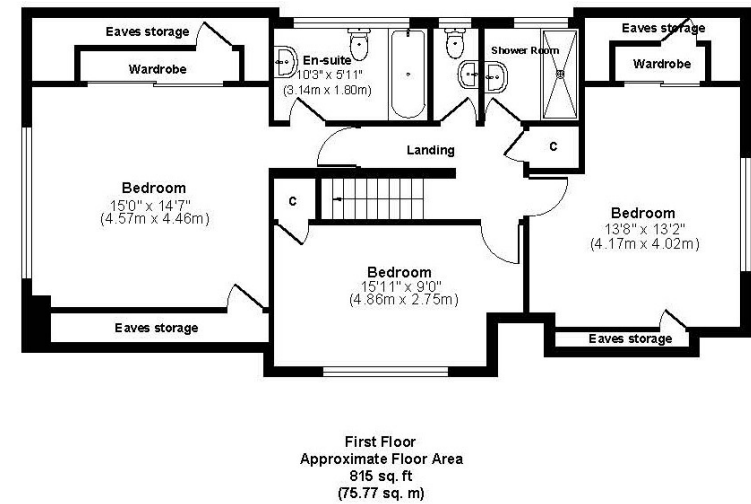 Eaves storage
Wardrobe
En-suite
10'3" x 5'11"
(3.14m x 1.80m)
Shower Room
Eaves storage
Wardrobe
Landing
C
Bedroom
15'0" x 14'7"
(4.57m x 4.46m)
C
Bedroom
13'8" x 13'2"
(4.17m x 4.02m)
Bedroom
15'11" x 9'0"
(4.86m x 2.75m)
Eaves storage
Eaves storage
First Floor
Approximate Floor Area
815 sq. ft
(75.77 sq. m)